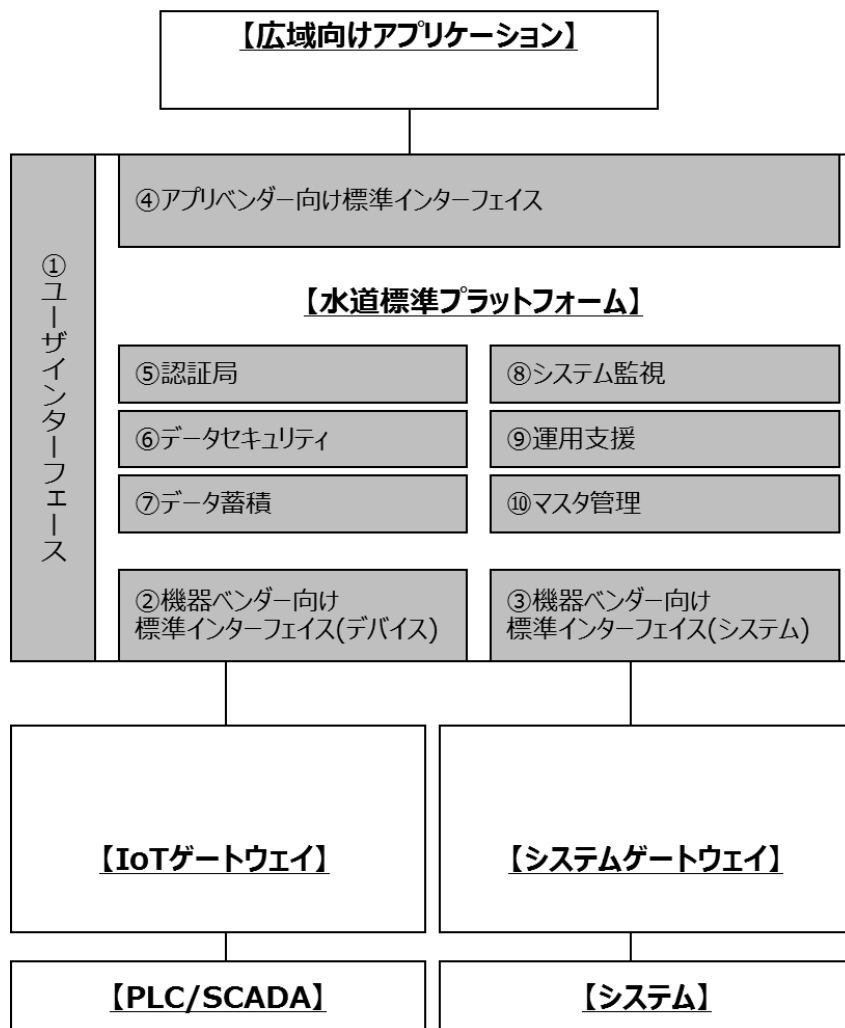 【広域向けアプリケーション】
④アプリベンダー向け標準インターフェイス
①ユーザインターフェース
【水道標準プラットフォーム】
⑤認証局
⑧システム監視
⑥データセキュリティ
⑨運用支援
⑦データ蓄積
⑩マスタ管理
②機器ベンダー向け
標準インターフェイス(デバイス)
③機器ベンダー向け
標準インターフェイス(システム)
【IoTゲートウェイ】
【システムゲートウェイ】
【PLC/SCADA】
【システム】